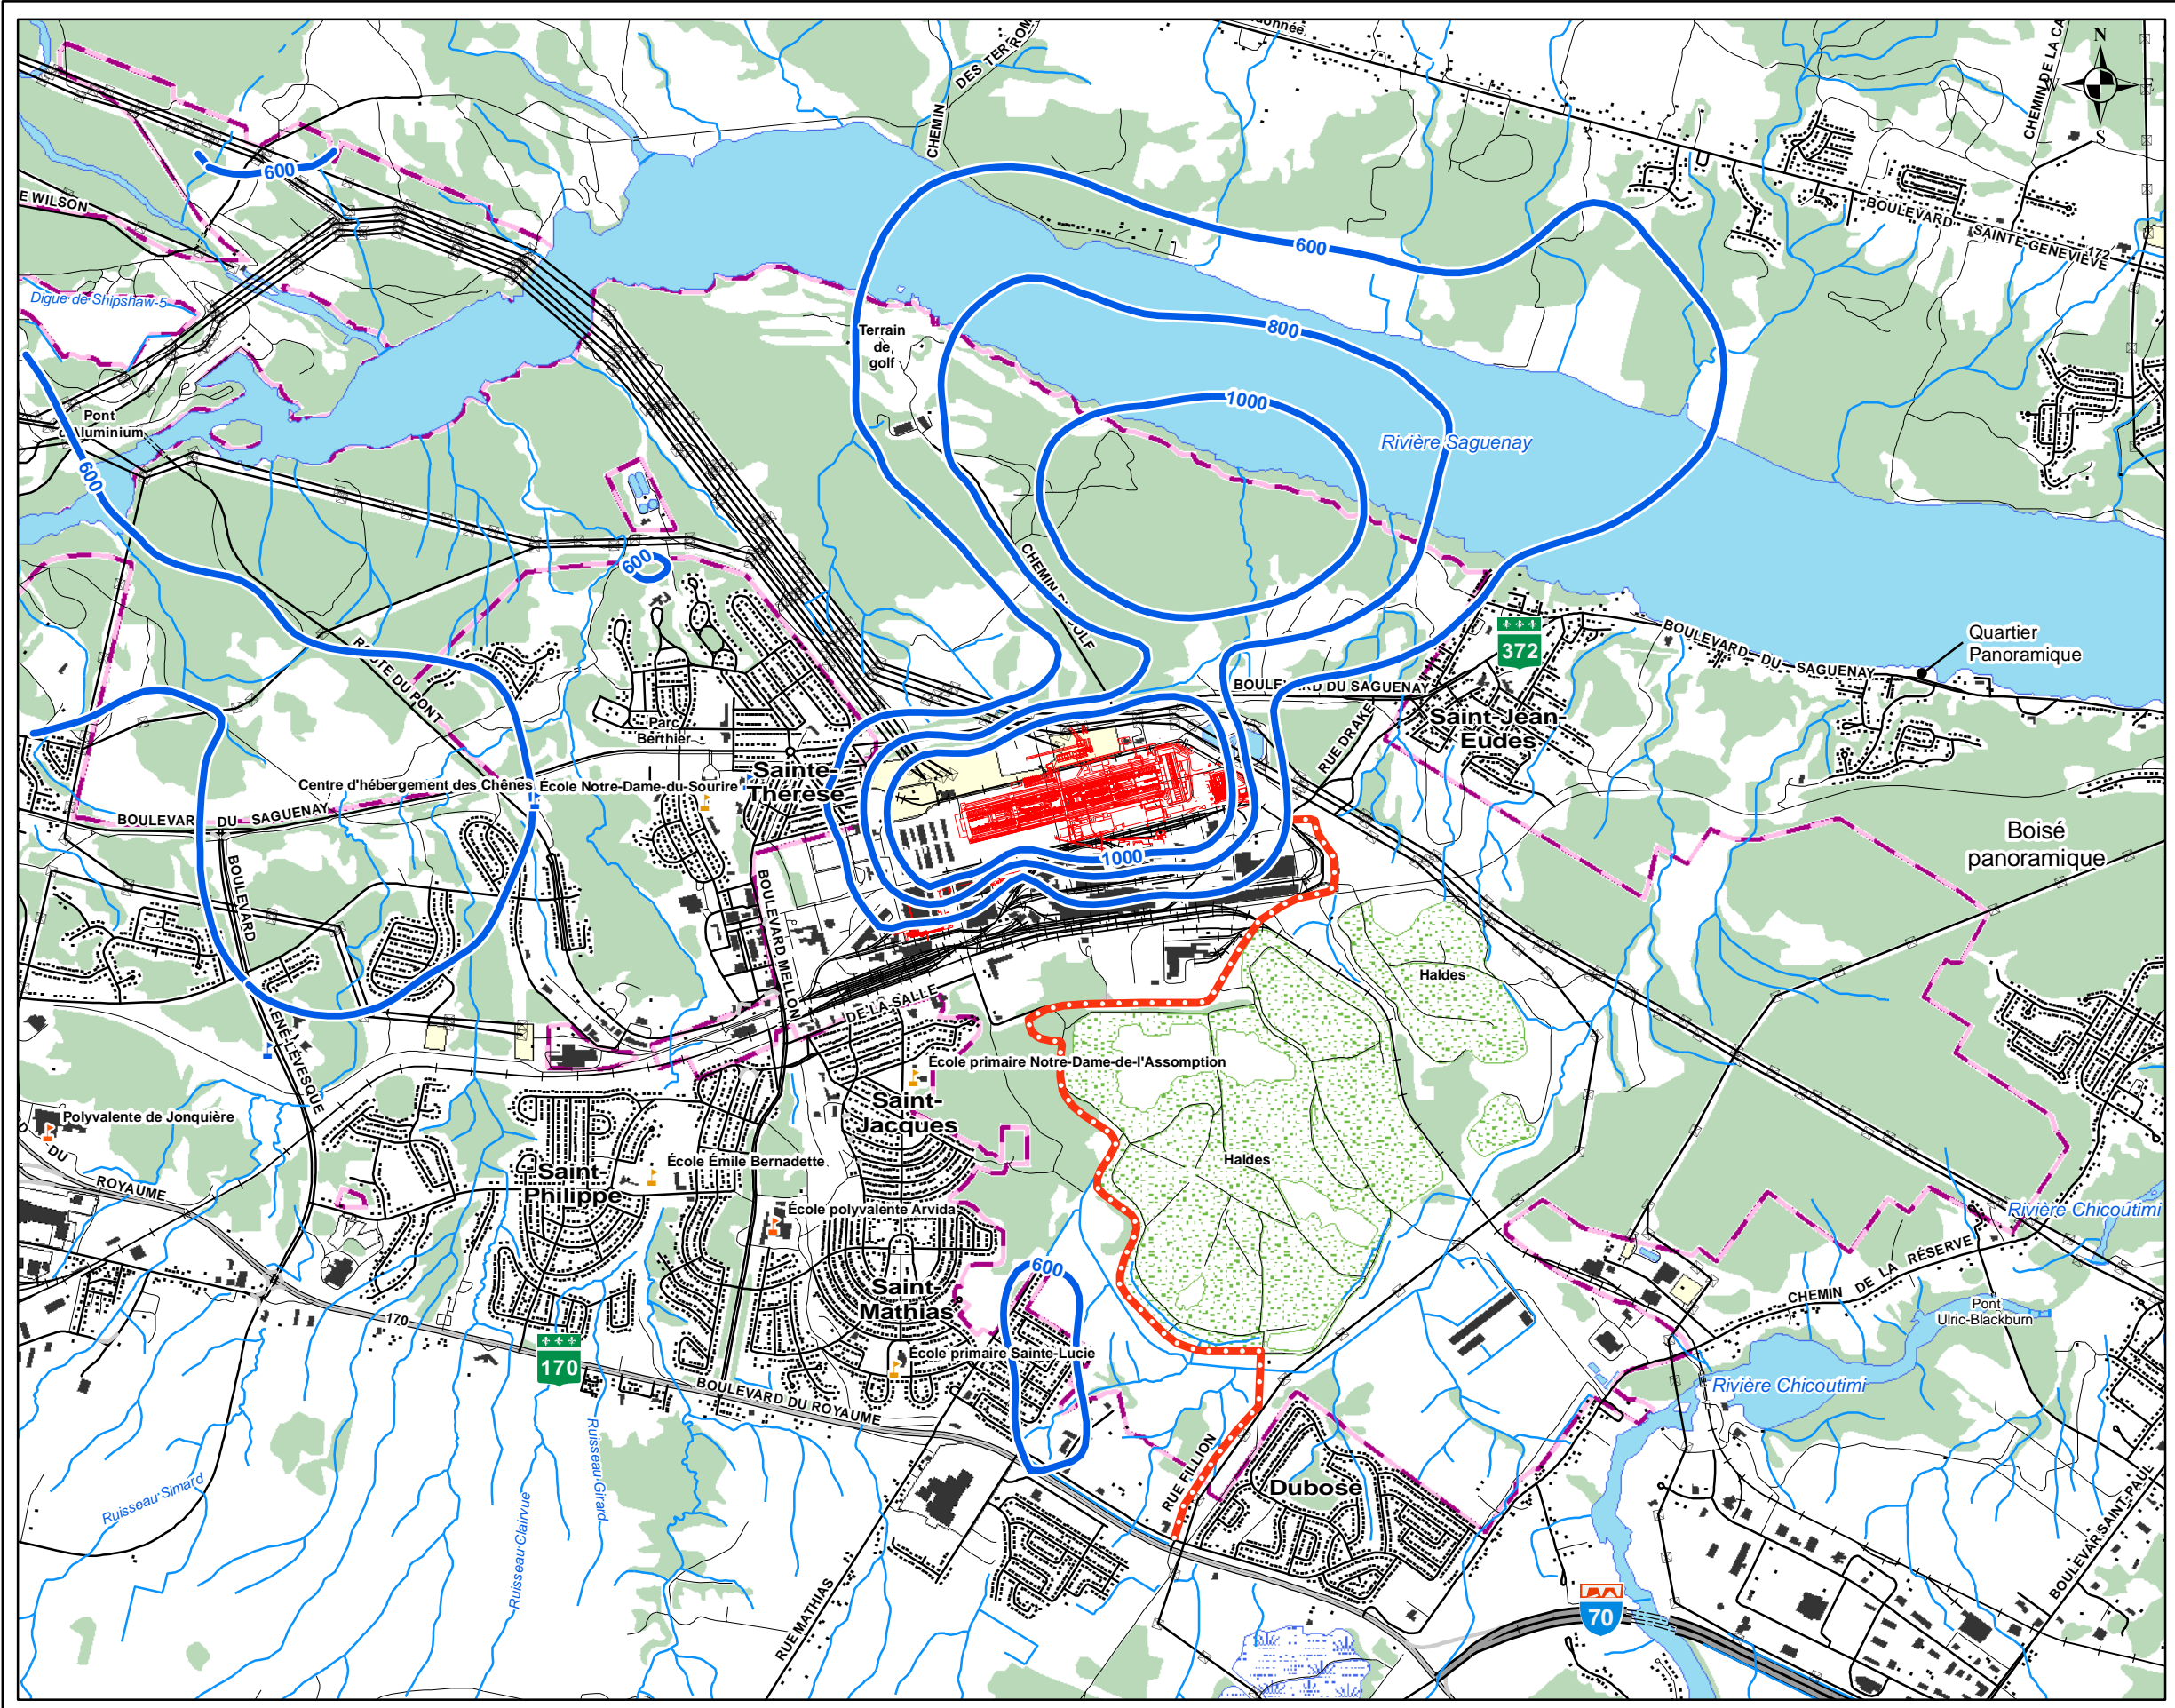 N
S
DES TER
CHEMIN
CHEMIN DE LA CA
BOULEVARD SAINTE-GENEVIÈVE
172
600
E WILSON
Digue de Shipshaw-5
Terrain
de
golf
600
800
1000
Rivière Saguenay
Pont
d'Aluminium
600
600
CHEMIN DU GOLF
372
BOULEVARD DU SAGUENAY
Quartier
Panoramique
ROUTE DU PONT
BOULEVARD DU SAGUENAY
Parc
Berthier
Saint-Jean-
Eudes
RUE DRAKE
Sainte-
Thérèse
Centre d'hébergement des Chênes
École Notre-Dame-du-Sourire
BOULEVARD DU SAGUENAY
Boisé
panoramique
1000
BOULEVARD
BOULEVARD MELLON
Haldes
DE LA SALLE
ENÉ-LÉVESQUE
École primaire Notre-Dame-de-l'Assomption
Saint-
Jacques
Polyvalente de Jonquière
DU
ROYAUME
École Émile Bernadette
Saint-
Philippe
Haldes
École polyvalente Arvida
Rivière Chicoutimi
CHEMIN DE LA RÉSERVE
600
Saint-
Mathias
Pont
Ulric-Blackburn
170
170
École primaire Sainte-Lucie
BOULEVARD DU ROYAUME
Rivière Chicoutimi
Ruisseau Simard
Ruisseau Clairvue
Ruisseau Girard
RUE FILLION
Dubose
BOULEVAR SAINT-PAUL
RUE MATHIAS
70